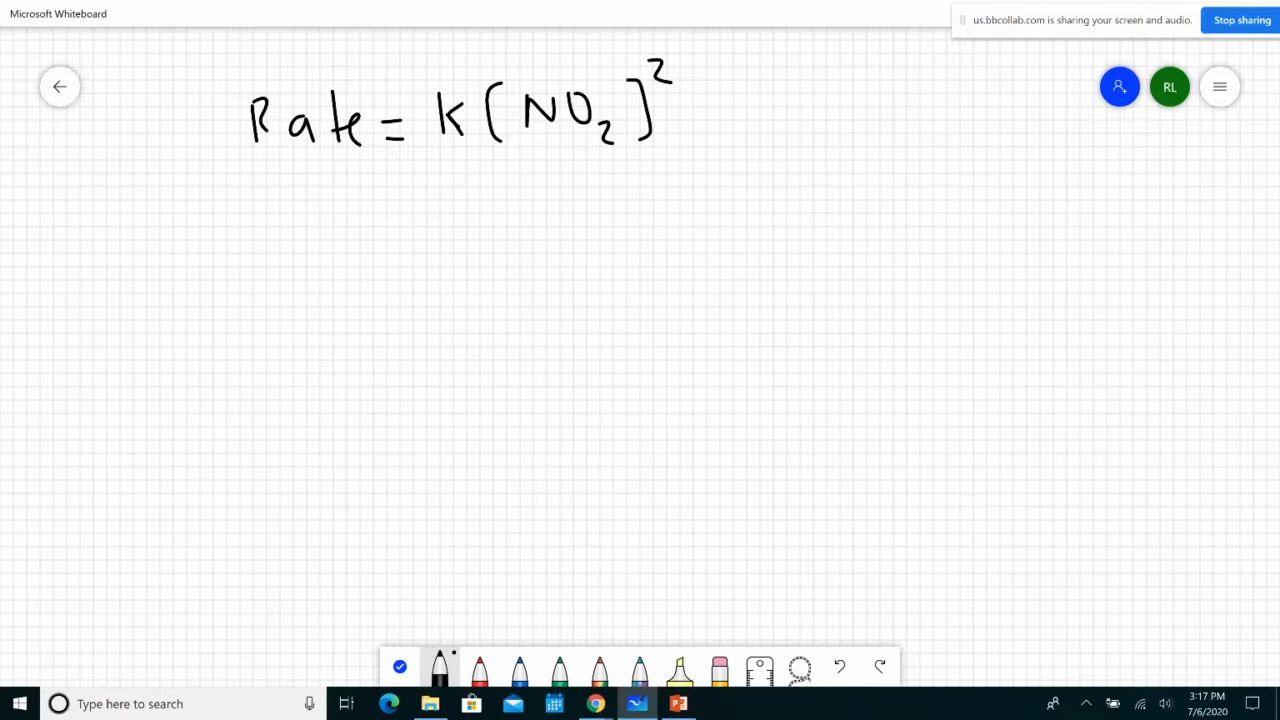 Microsoft Whiteboard
us.bbcollab.com is sharing your screen and audio.
Stop sharing
Rate = K[NO₂]²
RL
Type here to search
3:17 PM
7/6/2020